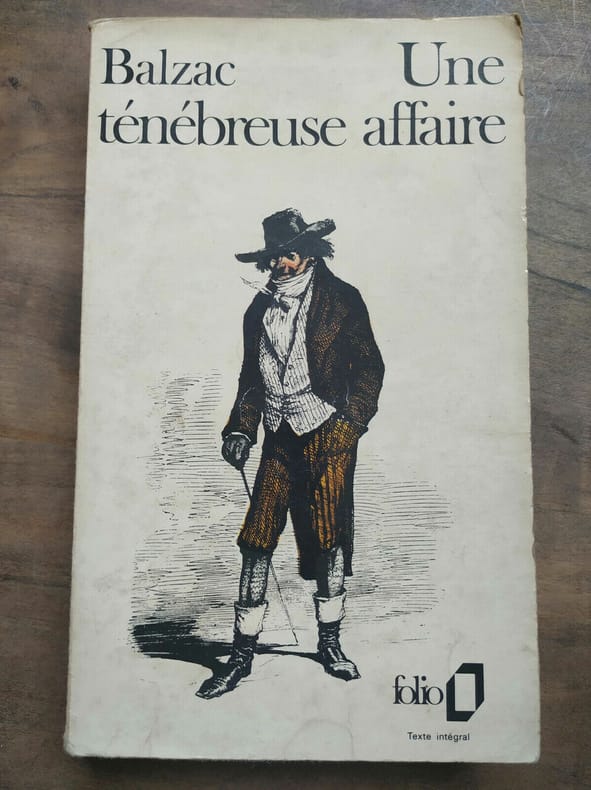 Balzac Une
ténébreuse affaire
folio
Texte intégral